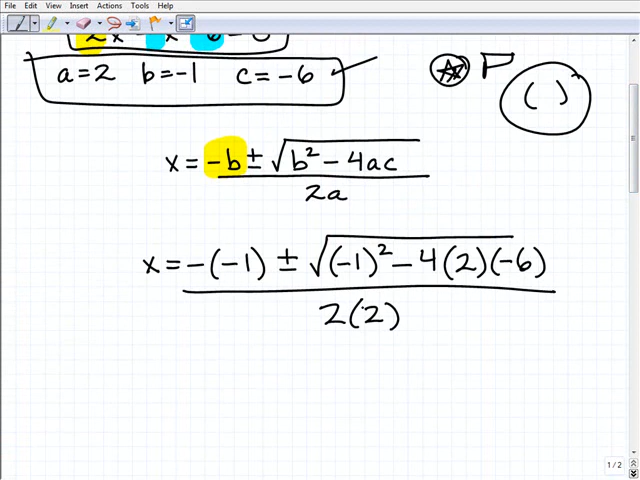 File Edit View Insert Actions Tools Help
a = 2 b = -1 c = -6
P
( )
x = -b ± √(b² - 4ac)
2a
x = -(-1) ± √((-1)² - 4(2)(-6))
2(2)
1 / 2